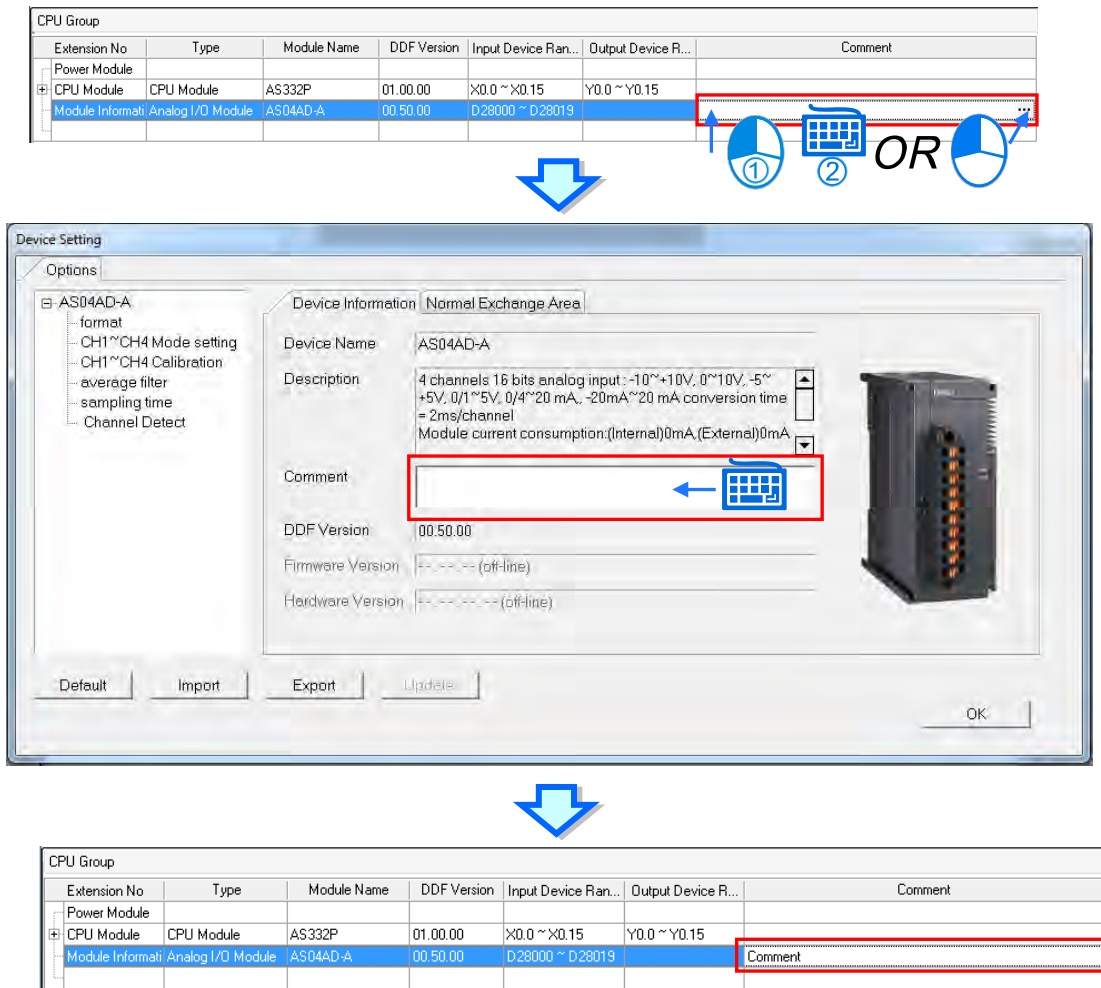 CPU Group
Extension No Type Module Name DDF Version Input Device Ran... Output Device R... Comment
Power Module
CPU Module CPU Module AS332P 01.00.00 X0.0 ~ X0.15 Y0.0 ~ Y0.15
Module Informati Analog I/O Module AS04AD-A 00.50.00 D28000 ~ D28019 ...
① ② OR
Device Setting
Options
AS04AD-A
format
CH1~CH4 Mode setting
CH1~CH4 Calibration
average filter
sampling time
Channel Detect
Device Information Normal Exchange Area
Device Name AS04AD-A
Description 4 channels 16 bits analog input : -10~+10V, 0~10V, -5~
+5V, 0/1~5V, 0/4~20 mA,, -20mA~20 mA conversion time
= 2ms/channel
Module current consumption:(Internal)0mA,(External)0mA
Comment
DDF Version 00.50.00
Firmware Version --.--.-- (off-line)
Hardware Version --.--.--.-- (off-line)
Default Import Export Update
OK
CPU Group
Extension No Type Module Name DDF Version Input Device Ran... Output Device R... Comment
Power Module
CPU Module CPU Module AS332P 01.00.00 X0.0 ~ X0.15 Y0.0 ~ Y0.15
Module Informati Analog I/O Module AS04AD-A 00.50.00 D28000 ~ D28019 Comment